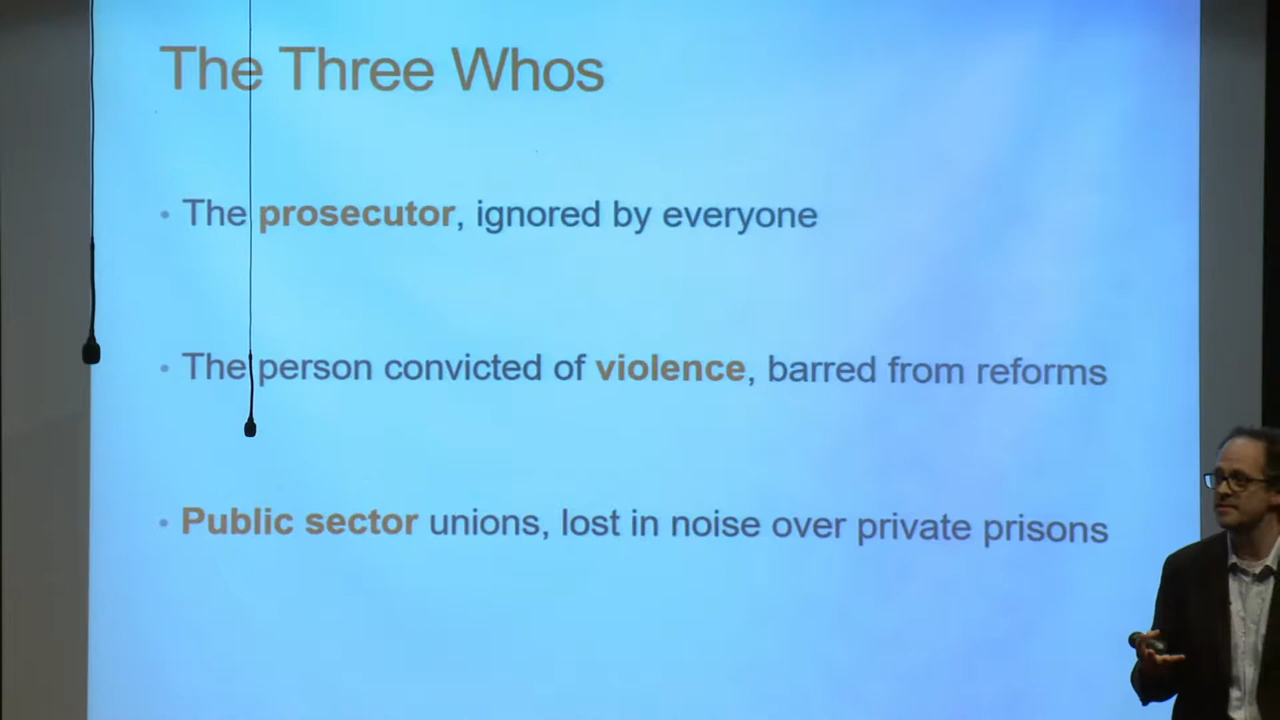 The Three Whos
• The prosecutor, ignored by everyone
• The person convicted of violence, barred from reforms
• Public sector unions, lost in noise over private prisons